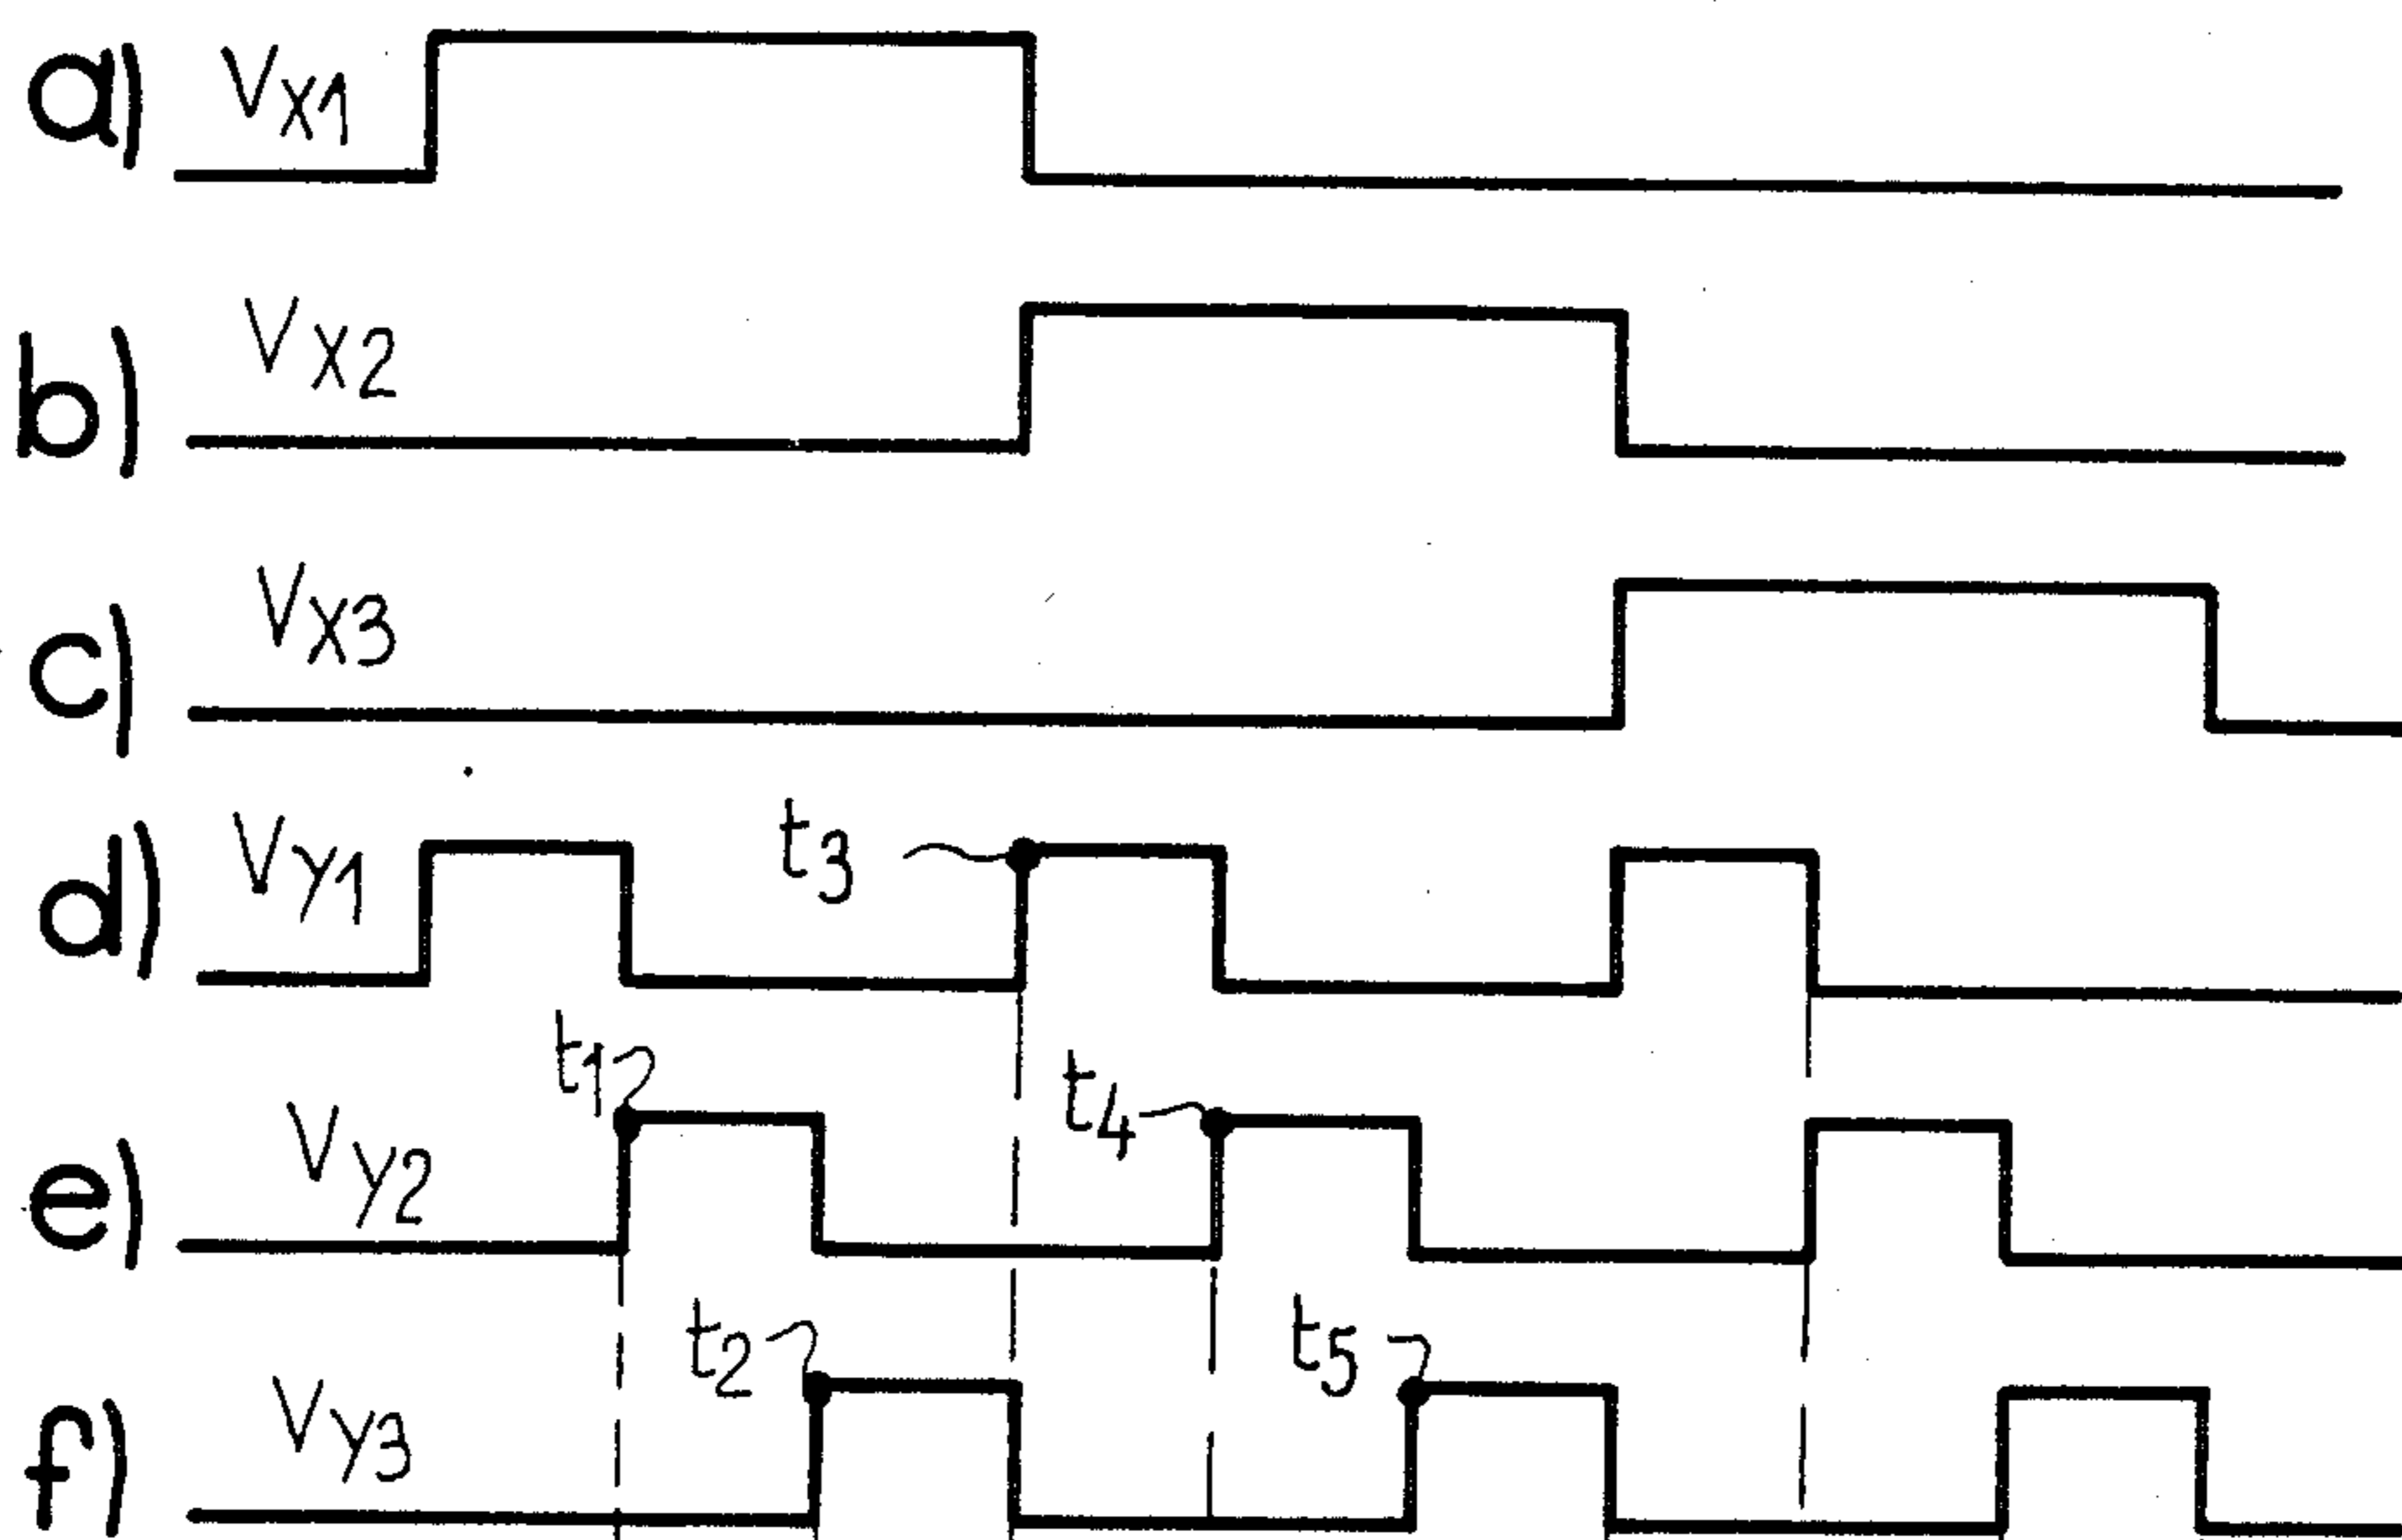 a) Vx1
b) Vx2
c) Vx3
d) Vy1 t3
e) Vy2 t1 t4
f) Vy3 t2 t5